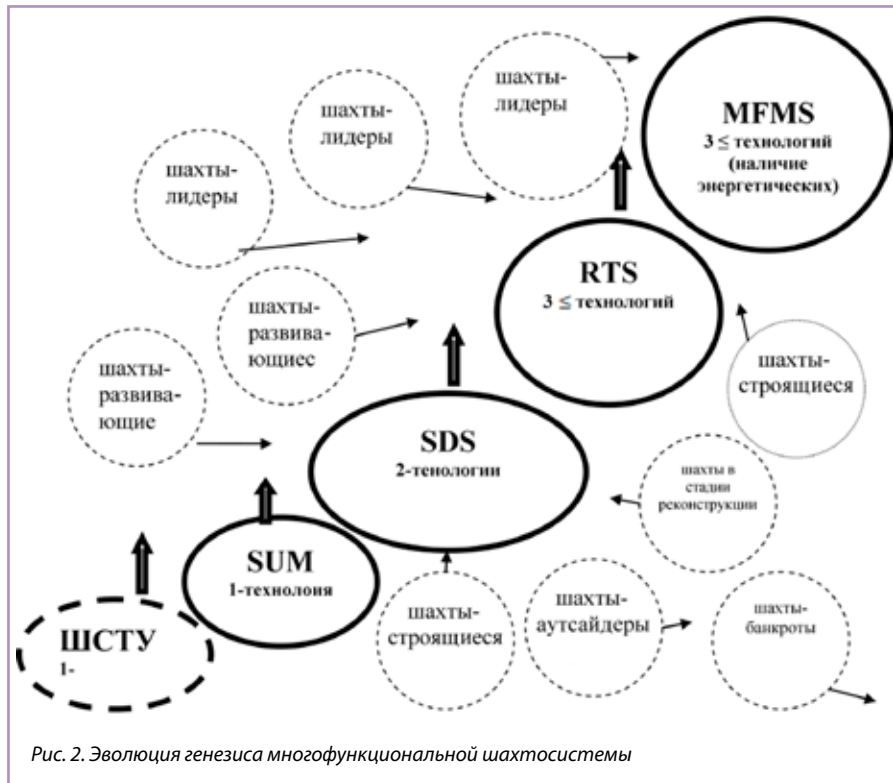 шахты-
лидеры
MFMS
3 ≤ технологий
(наличие
энергетических)
шахты-
лидеры
шахты-
лидеры
RTS
3 ≤ технологий
шахты-
развива-
ющиес
шахты-
строящиеся
шахты-
развива-
ющие
SDS
2-тенологии
шахты в
стадии
реконструкции
SUM
1-технолоия
шахты-
строящиеся
шахты-
аутсайдеры
шахты-
банкроты
ШСТУ
1-
Рис. 2. Эволюция генезиса многофункциональной шахтосистемы